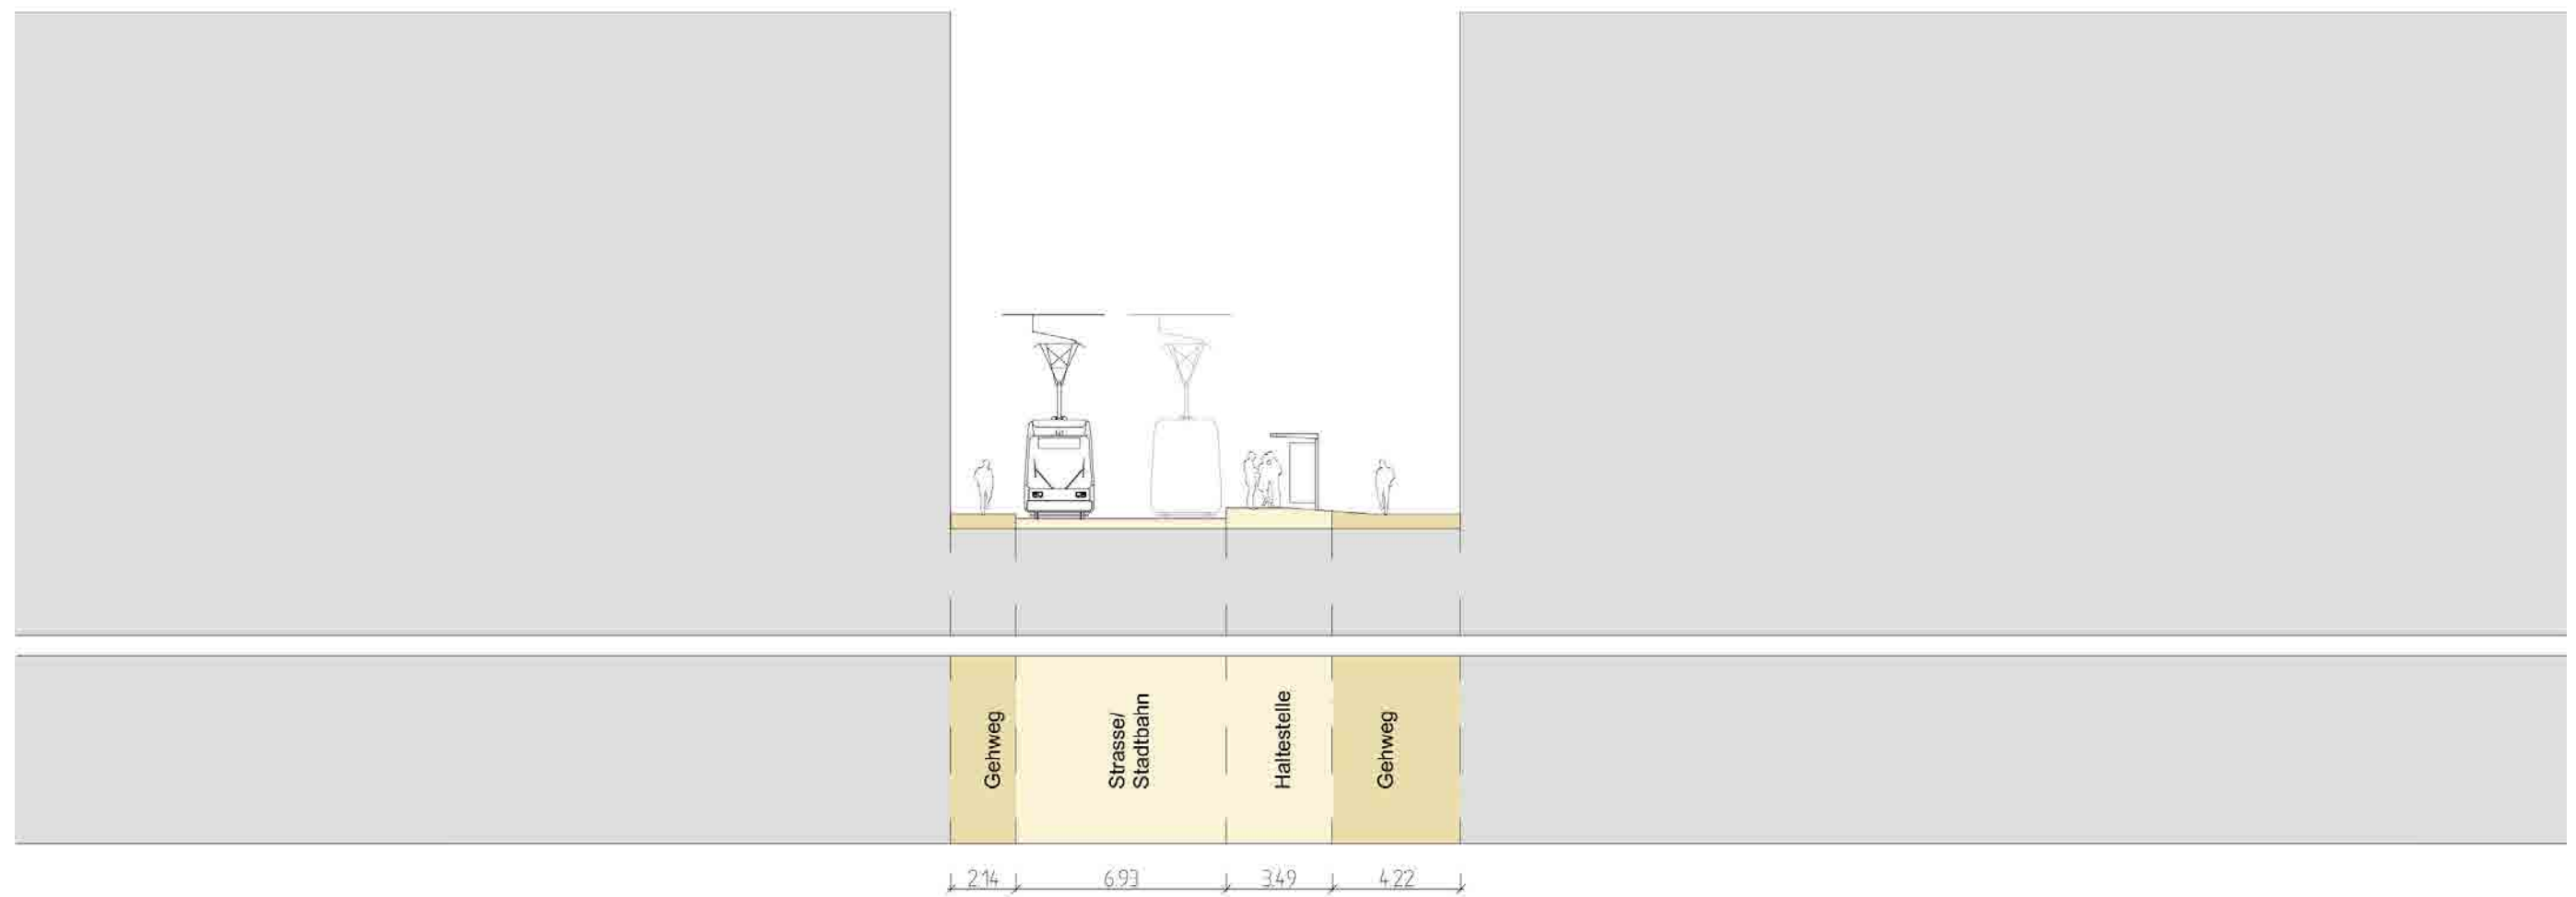 Gehweg
Strasse/
Stadtbahn
Haltestelle
Gehweg
2.14
6.93
3.49
4.22